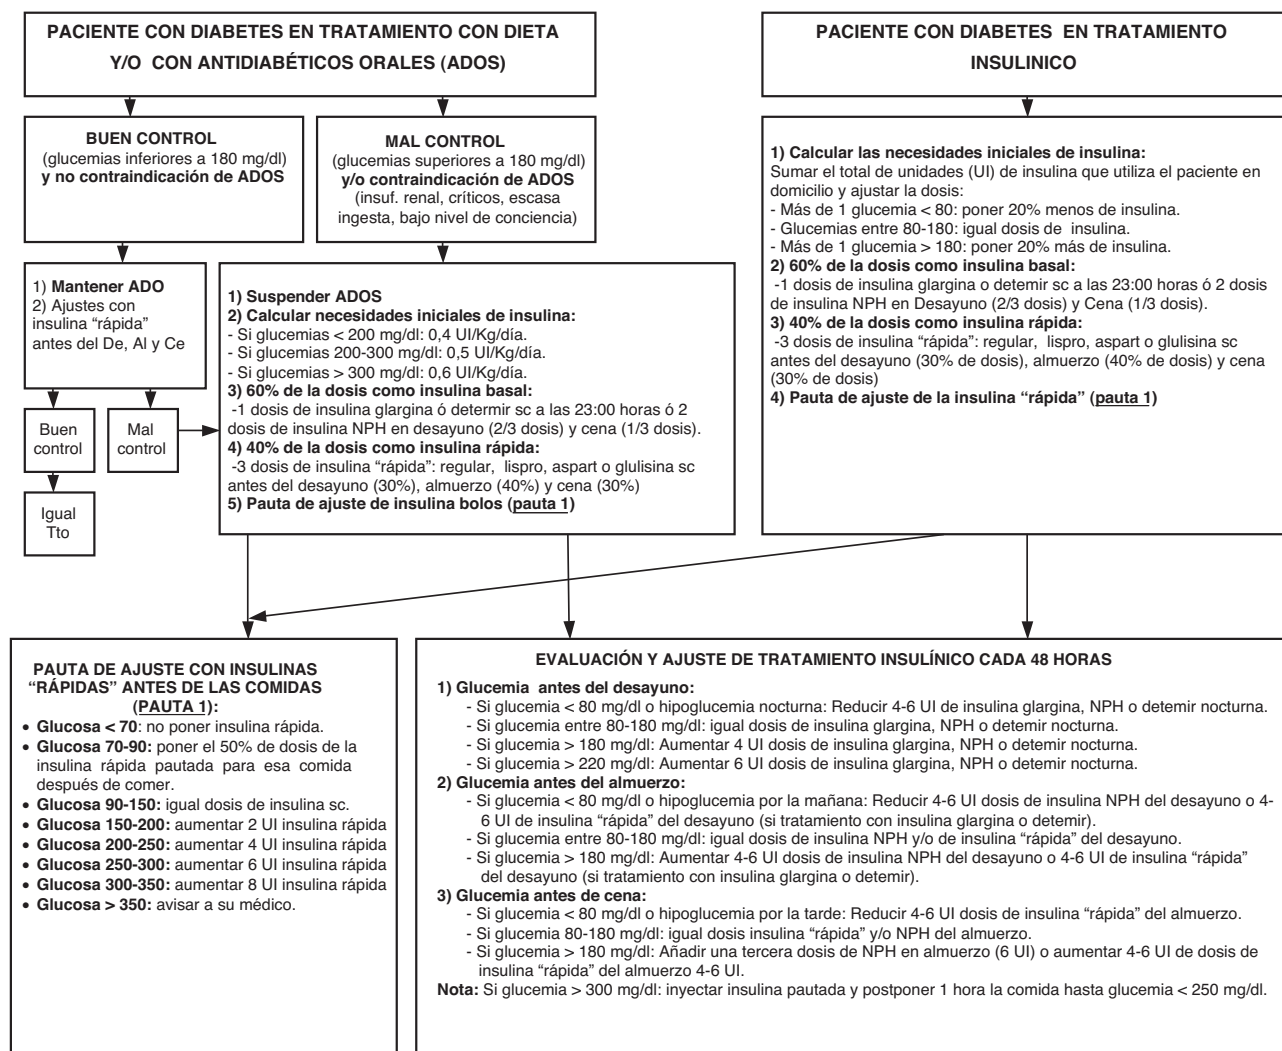 PACIENTE CON DIABETES EN TRATAMIENTO CON DIETA
Y/O CON ANTIDIABÉTICOS ORALES (ADOS)
BUEN CONTROL
(glucemias inferiores a 180 mg/dl)
y no contraindicación de ADOS
MAL CONTROL
(glucemias superiores a 180 mg/dl)
y/o contraindicación de ADOS
(insuf. renal, críticos, escasa
ingesta, bajo nivel de conciencia)
1) Mantener ADO
2) Ajustes con
insulina “rápida”
antes del De, Al y Ce
Buen
control
Mal
control
Igual
Tto
1) Suspender ADOS
2) Calcular necesidades iniciales de insulina:
- Si glucemias < 200 mg/dl: 0,4 UI/Kg/día.
- Si glucemias 200-300 mg/dl: 0,5 UI/Kg/día.
- Si glucemias > 300 mg/dl: 0,6 UI/Kg/día.
3) 60% de la dosis como insulina basal:
-1 dosis de insulina glargina ó determir sc a las 23:00 horas ó 2
dosis de insulina NPH en desayuno (2/3 dosis) y cena (1/3 dosis).
4) 40% de la dosis como insulina rápida:
-3 dosis de insulina “rápida”: regular, lispro, aspart o glulisina sc
antes del desayuno (30%), almuerzo (40%) y cena (30%)
5) Pauta de ajuste de insulina bolos (pauta 1)
PACIENTE CON DIABETES EN TRATAMIENTO
INSULINICO
1) Calcular las necesidades iniciales de insulina:
Sumar el total de unidades (UI) de insulina que utiliza el paciente en
domicilio y ajustar la dosis:
- Más de 1 glucemia < 80: poner 20% menos de insulina.
- Glucemias entre 80-180: igual dosis de insulina.
- Más de 1 glucemia > 180: poner 20% más de insulina.
2) 60% de la dosis como insulina basal:
-1 dosis de insulina glargina o detemir sc a las 23:00 horas ó 2 dosis
de insulina NPH en Desayuno (2/3 dosis) y Cena (1/3 dosis).
3) 40% de la dosis como insulina rápida:
-3 dosis de insulina “rápida”: regular, lispro, aspart o glulisina sc
antes del desayuno (30% de dosis), almuerzo (40% de dosis) y cena
(30% de dosis)
4) Pauta de ajuste de la insulina “rápida” (pauta 1)
PAUTA DE AJUSTE CON INSULINAS
“RÁPIDAS” ANTES DE LAS COMIDAS
(PAUTA 1):
• Glucosa < 70: no poner insulina rápida.
• Glucosa 70-90: poner el 50% de dosis de la
insulina rápida pautada para esa comida
después de comer.
• Glucosa 90-150: igual dosis de insulina sc.
• Glucosa 150-200: aumentar 2 UI insulina rápida
• Glucosa 200-250: aumentar 4 UI insulina rápida
• Glucosa 250-300: aumentar 6 UI insulina rápida
• Glucosa 300-350: aumentar 8 UI insulina rápida
• Glucosa > 350: avisar a su médico.
EVALUACIÓN Y AJUSTE DE TRATAMIENTO INSULÍNICO CADA 48 HORAS
1) Glucemia antes del desayuno:
- Si glucemia < 80 mg/dl o hipoglucemia nocturna: Reducir 4-6 UI de insulina glargina, NPH o detemir nocturna.
- Si glucemia entre 80-180 mg/dl: igual dosis de insulina glargina, NPH o detemir nocturna.
- Si glucemia > 180 mg/dl: Aumentar 4 UI dosis de insulina glargina, NPH o detemir nocturna.
- Si glucemia > 220 mg/dl: Aumentar 6 UI dosis de insulina glargina, NPH o detemir nocturna.
2) Glucemia antes del almuerzo:
- Si glucemia < 80 mg/dl o hipoglucemia por la mañana: Reducir 4-6 UI dosis de insulina NPH del desayuno o 4-
6 UI de insulina “rápida” del desayuno (si tratamiento con insulina glargina o detemir).
- Si glucemia entre 80-180 mg/dl: igual dosis de insulina NPH y/o de insulina “rápida” del desayuno.
- Si glucemia > 180 mg/dl: Aumentar 4-6 UI dosis de insulina NPH del desayuno o 4-6 UI de insulina “rápida”
del desayuno (si tratamiento con insulina glargina o detemir).
3) Glucemia antes de cena:
- Si glucemia < 80 mg/dl o hipoglucemia por la tarde: Reducir 4-6 UI dosis de insulina “rápida” del almuerzo.
- Si glucemia 80-180 mg/dl: igual dosis insulina “rápida” y/o NPH del almuerzo.
- Si glucemia > 180 mg/dl: Añadir una tercera dosis de NPH en almuerzo (6 UI) o aumentar 4-6 UI de dosis de
insulina “rápida” del almuerzo 4-6 UI.
Nota: Si glucemia > 300 mg/dl: inyectar insulina pautada y postponer 1 hora la comida hasta glucemia < 250 mg/dl.